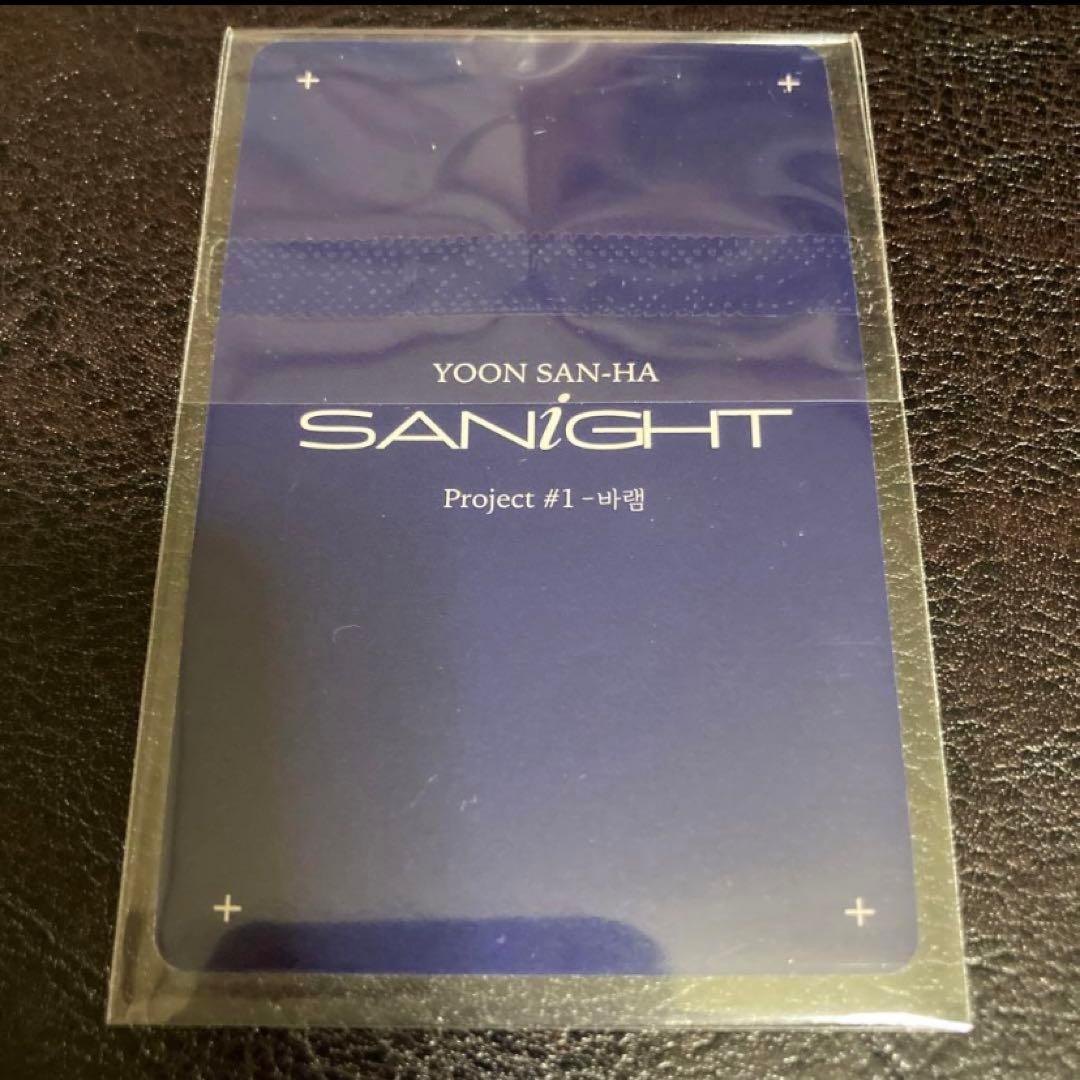 YOON SAN-HA
SANiGHT
Project #1 - 바램